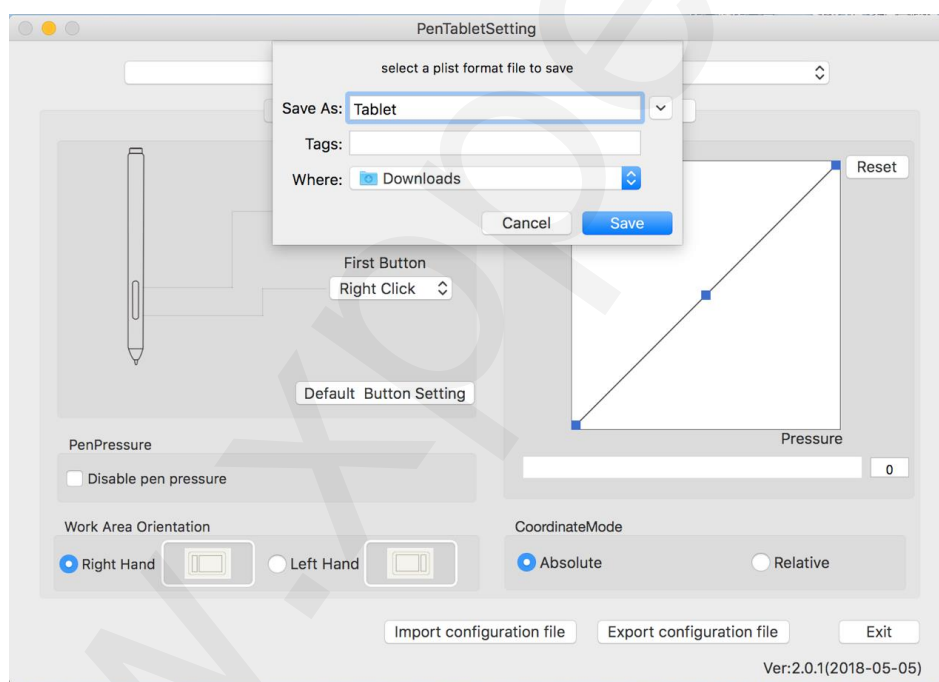 PenTabletSetting
select a plist format file to save
Save As: Tablet
Tags:
Where: Downloads
Cancel Save
Reset
First Button
Right Click
Default Button Setting
PenPressure
Disable pen pressure
Pressure
0
Work Area Orientation
Right Hand
Left Hand
CoordinateMode
Absolute
Relative
Import configuration file
Export configuration file
Exit
Ver:2.0.1(2018-05-05)